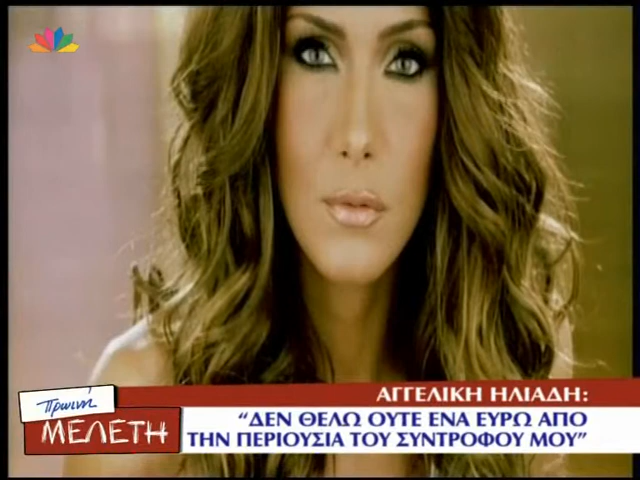 ΑΓΓΕΛΙΚΗ ΗΛΙΑΔΗ:
Πρωινή
ΜΕΛΕΤΗ
“ΔΕΝ ΘΕΛΩ ΟΥΤΕ ΕΝΑ ΕΥΡΩ ΑΠΟ
ΤΗΝ ΠΕΡΙΟΥΣΙΑ ΤΟΥ ΣΥΝΤΡΟΦΟΥ ΜΟΥ”